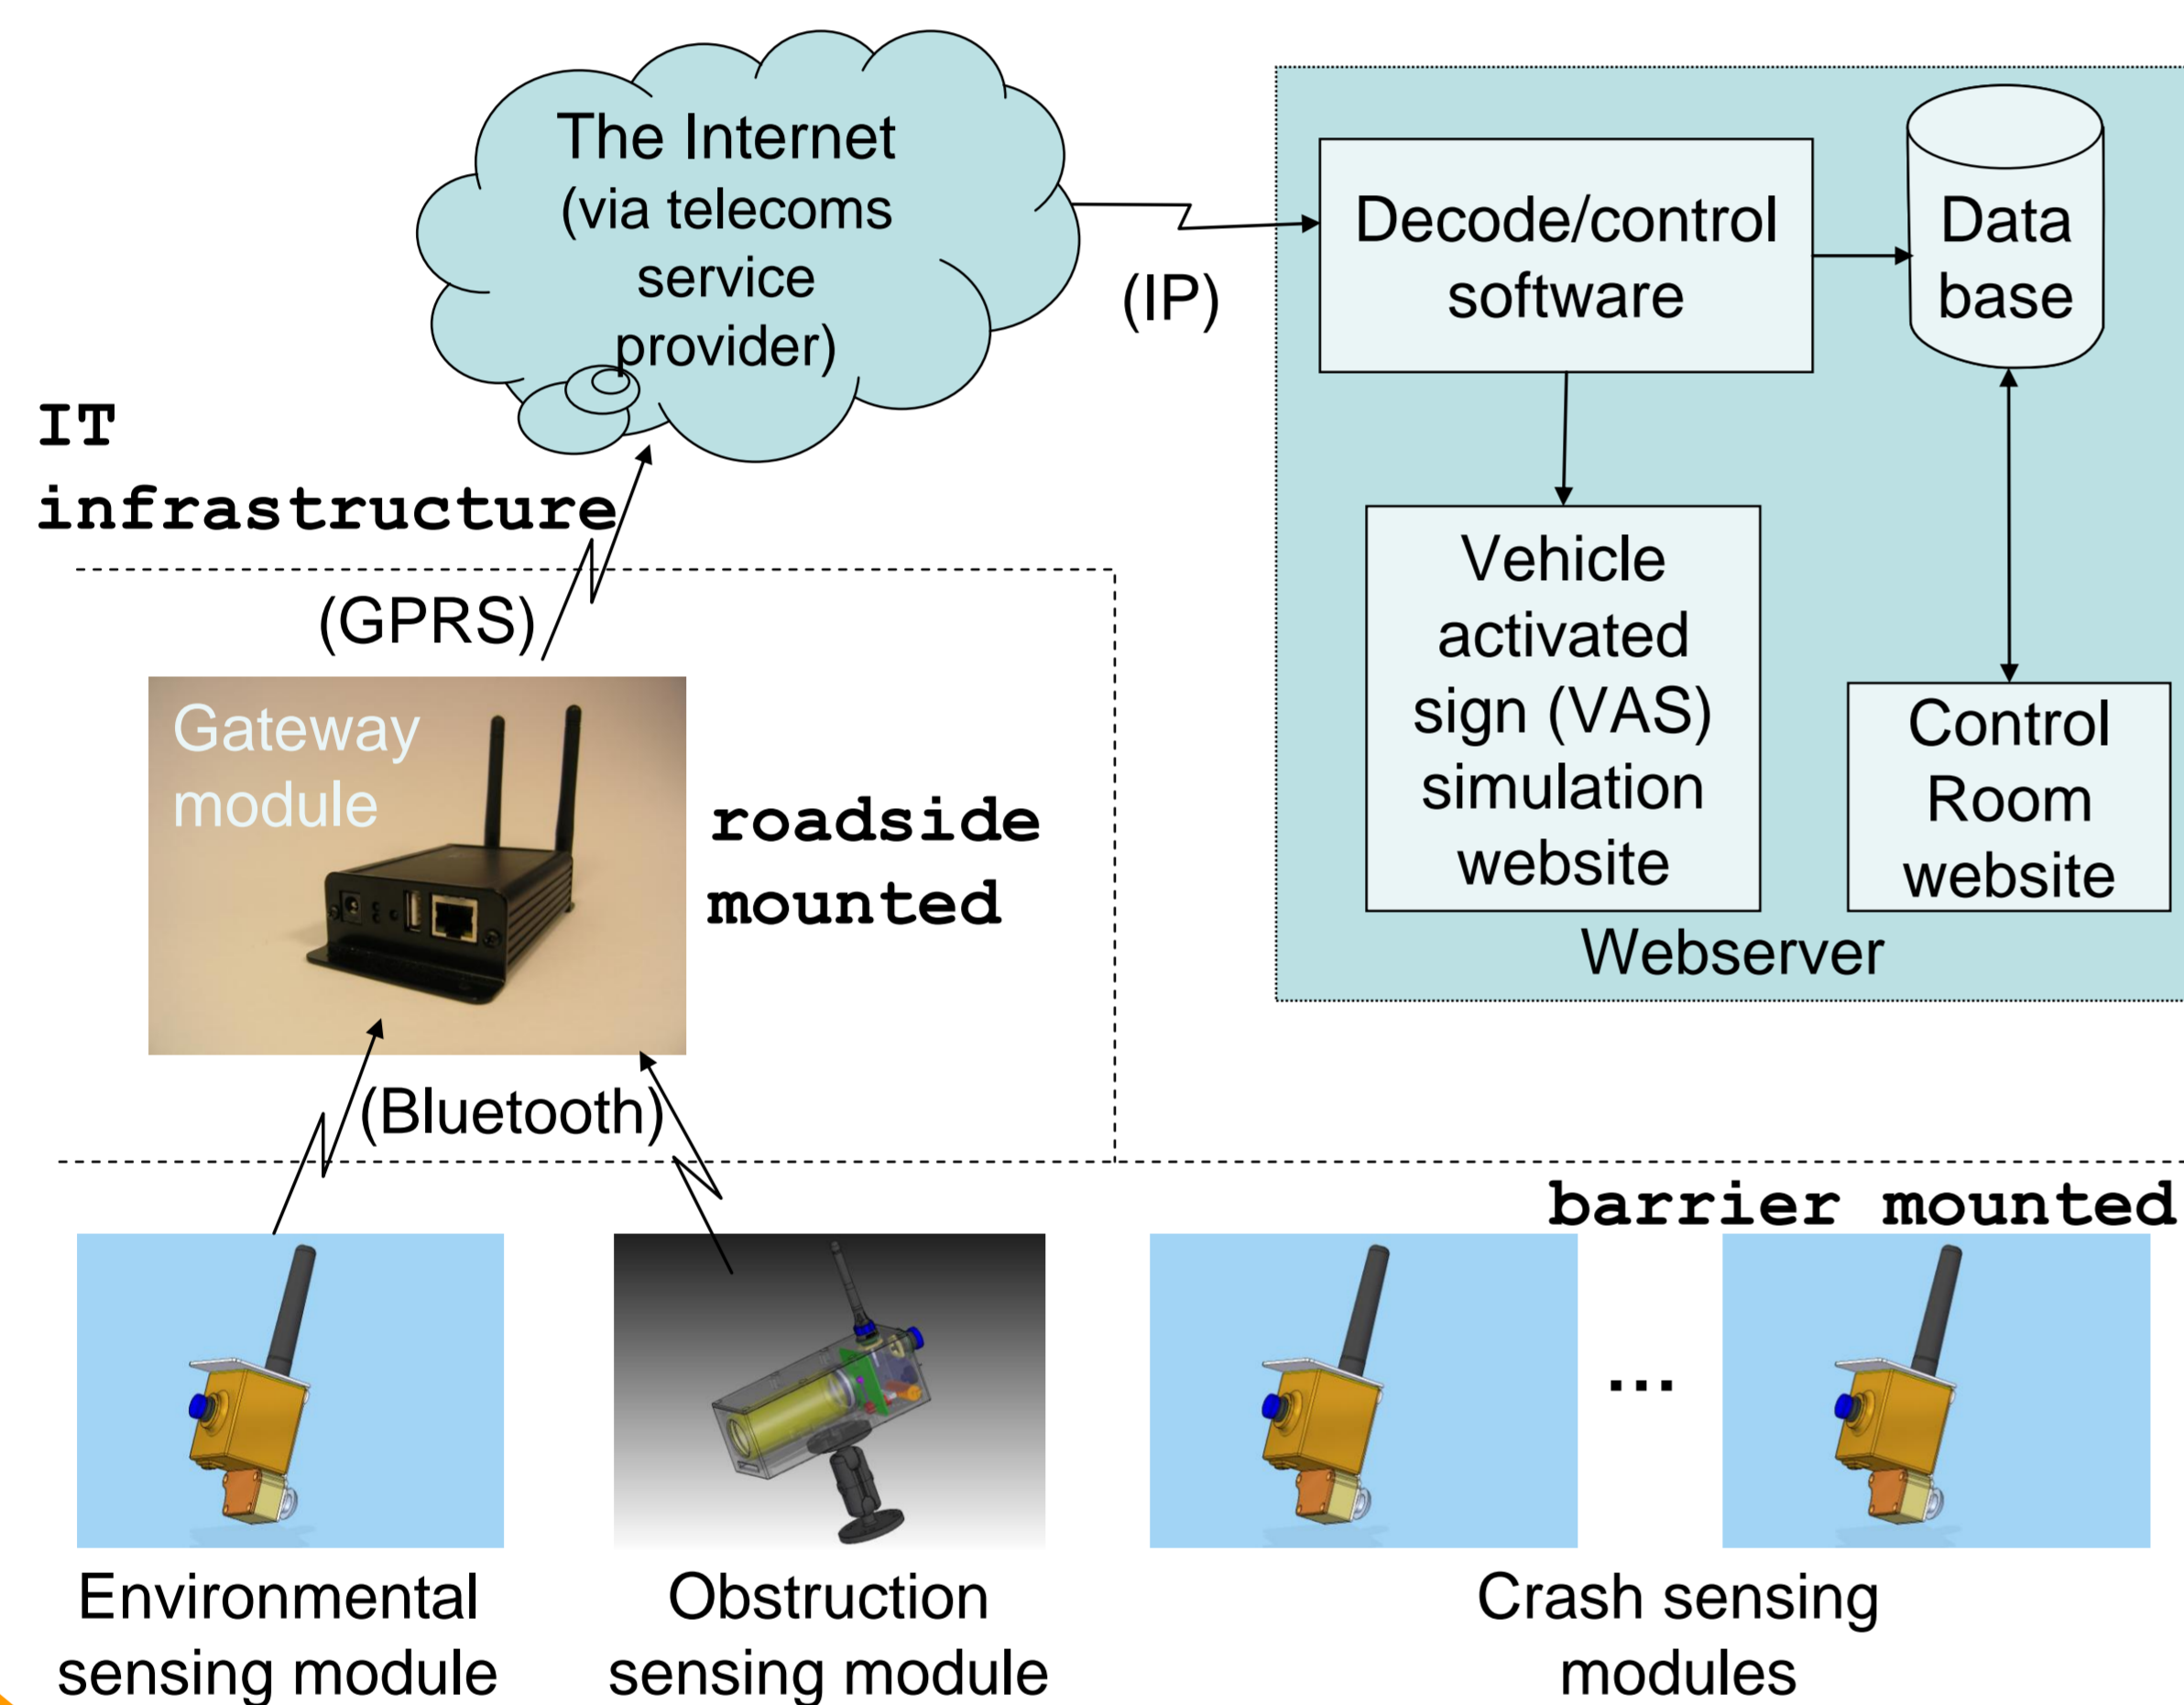 The Internet
(via telecoms
service
provider)
(IP)
Decode/control
software
Data
base
IT
infrastructure
(GPRS)
Vehicle
activated
sign (VAS)
simulation
website
Control
Room
website
Webserver
Gateway
module
roadside
mounted
(Bluetooth)
barrier mounted
Environmental
sensing module
Obstruction
sensing module
...
Crash sensing
modules